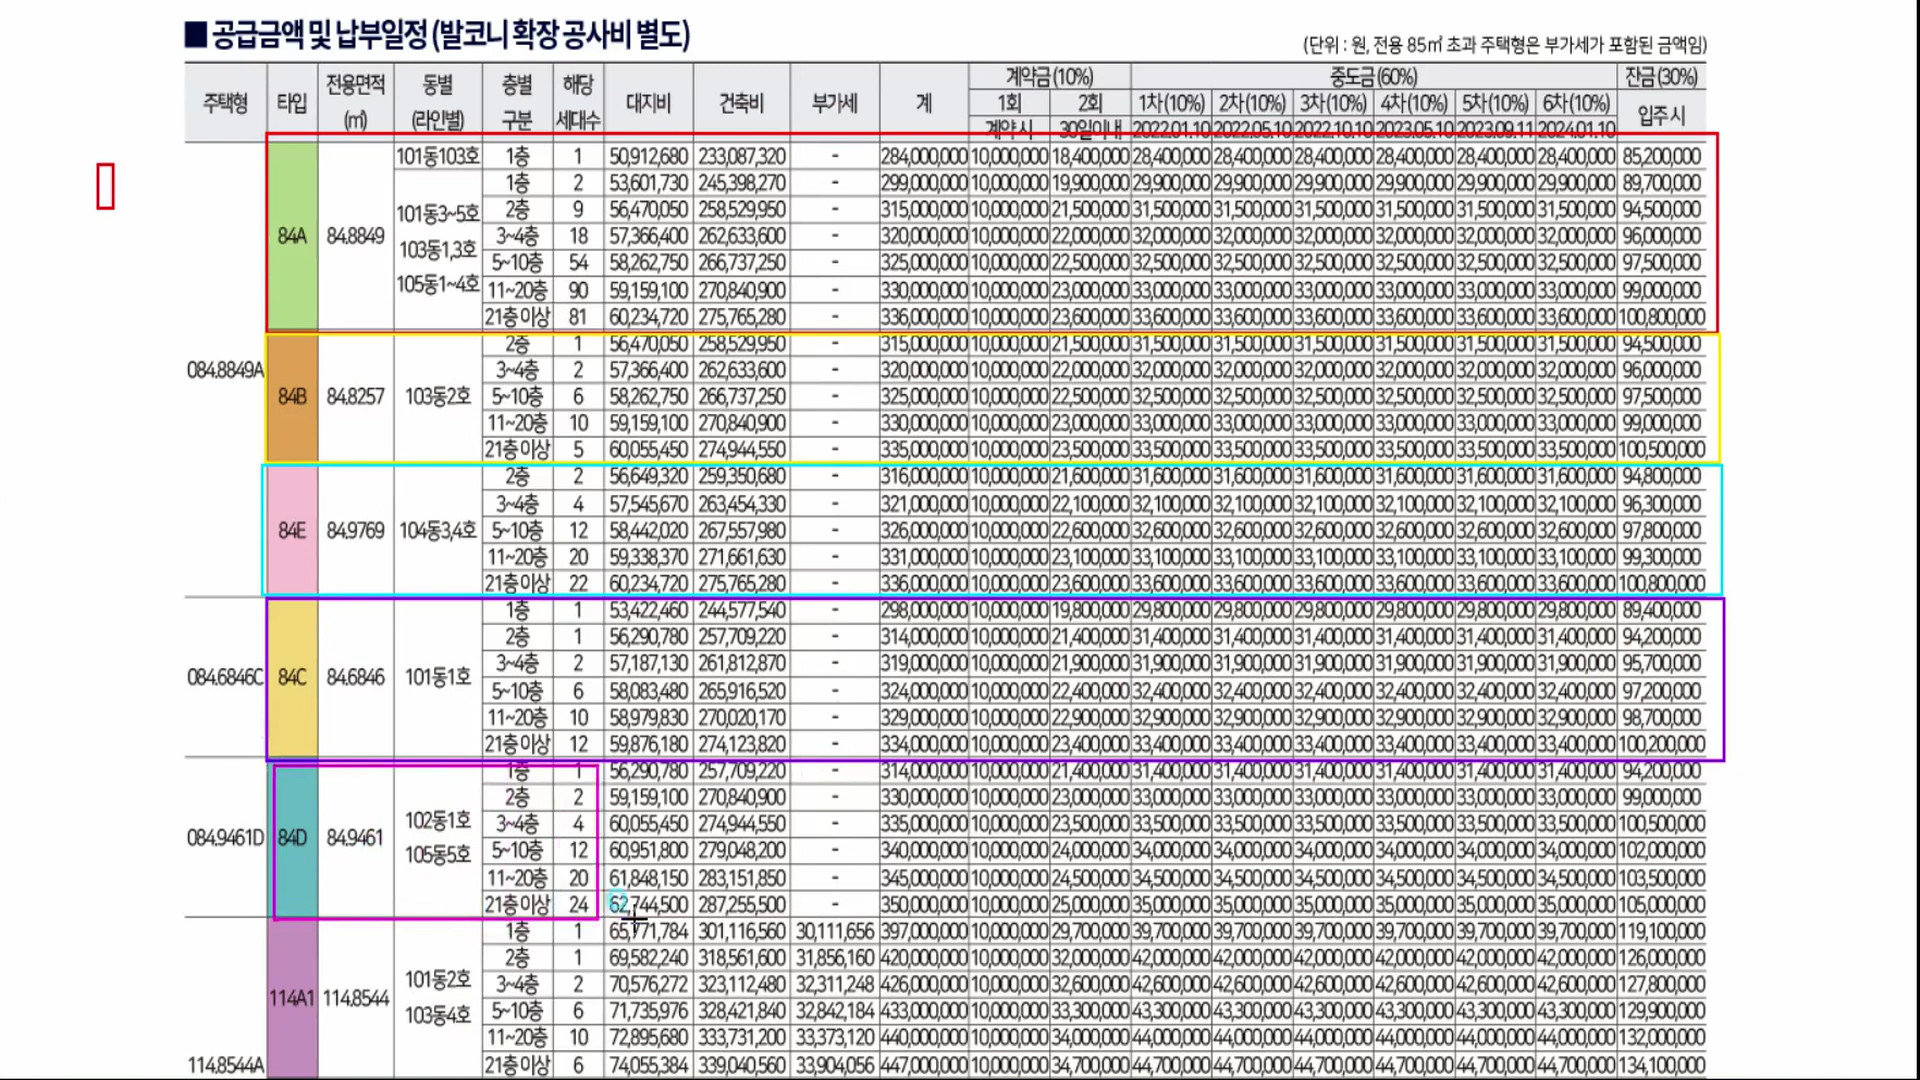 ■ 공급금액 및 납부일정 (발코니 확장 공사비 별도)
(단위 : 원, 전용 85㎡ 초과 주택형은 부가세가 포함된 금액임)
주택형 타입 전용면적 (㎡) 동별 (라인별) 층별 구분 해당 세대수 대지비 건축비 부가세 계 계약금(10%) 중도금(60%) 잔금(30%)
1회 2회 1차(10%) 2차(10%) 3차(10%) 4차(10%) 5차(10%) 6차(10%) 입주시
계약시 30일이내 2022.01.10 2022.05.10 2022.10.10 2023.05.10 2023.09.11 2024.01.10
101동103호 1층 1 50,912,680 233,087,320 - 284,000,000 10,000,000 18,400,000 28,400,000 28,400,000 28,400,000 28,400,000 28,400,000 28,400,000 85,200,000
1층 2 53,601,730 245,398,270 - 299,000,000 10,000,000 19,900,000 29,900,000 29,900,000 29,900,000 29,900,000 29,900,000 29,900,000 89,700,000
101동3~5호 2층 9 56,470,050 258,529,950 - 315,000,000 10,000,000 21,500,000 31,500,000 31,500,000 31,500,000 31,500,000 31,500,000 31,500,000 94,500,000
84A 84.8849 103동1,3호 3~4층 18 57,366,400 262,633,600 - 320,000,000 10,000,000 22,000,000 32,000,000 32,000,000 32,000,000 32,000,000 32,000,000 32,000,000 96,000,000
5~10층 54 58,262,750 266,737,250 - 325,000,000 10,000,000 22,500,000 32,500,000 32,500,000 32,500,000 32,500,000 32,500,000 32,500,000 97,500,000
105동1~4호 11~20층 90 59,159,100 270,840,900 - 330,000,000 10,000,000 23,000,000 33,000,000 33,000,000 33,000,000 33,000,000 33,000,000 33,000,000 99,000,000
21층이상 81 60,234,720 275,765,280 - 336,000,000 10,000,000 23,600,000 33,600,000 33,600,000 33,600,000 33,600,000 33,600,000 33,600,000 100,800,000
2층 1 56,470,050 258,529,950 - 315,000,000 10,000,000 21,500,000 31,500,000 31,500,000 31,500,000 31,500,000 31,500,000 31,500,000 94,500,000
084.8849A 3~4층 2 57,366,400 262,633,600 - 320,000,000 10,000,000 22,000,000 32,000,000 32,000,000 32,000,000 32,000,000 32,000,000 32,000,000 96,000,000
84B 84.8257 103동2호 5~10층 6 58,262,750 266,737,250 - 325,000,000 10,000,000 22,500,000 32,500,000 32,500,000 32,500,000 32,500,000 32,500,000 32,500,000 97,500,000
11~20층 10 59,159,100 270,840,900 - 330,000,000 10,000,000 23,000,000 33,000,000 33,000,000 33,000,000 33,000,000 33,000,000 33,000,000 99,000,000
21층이상 5 60,055,450 274,944,550 - 335,000,000 10,000,000 23,500,000 33,500,000 33,500,000 33,500,000 33,500,000 33,500,000 33,500,000 100,500,000
2층 2 56,649,320 259,350,680 - 316,000,000 10,000,000 21,600,000 31,600,000 31,600,000 31,600,000 31,600,000 31,600,000 31,600,000 94,800,000
3~4층 4 57,545,670 263,454,330 - 321,000,000 10,000,000 22,100,000 32,100,000 32,100,000 32,100,000 32,100,000 32,100,000 32,100,000 96,300,000
84E 84.9769 104동3,4호 5~10층 12 58,442,020 267,557,980 - 326,000,000 10,000,000 22,600,000 32,600,000 32,600,000 32,600,000 32,600,000 32,600,000 32,600,000 97,800,000
11~20층 20 59,338,370 271,661,630 - 331,000,000 10,000,000 23,100,000 33,100,000 33,100,000 33,100,000 33,100,000 33,100,000 33,100,000 99,300,000
21층이상 22 60,234,720 275,765,280 - 336,000,000 10,000,000 23,600,000 33,600,000 33,600,000 33,600,000 33,600,000 33,600,000 33,600,000 100,800,000
1층 1 53,422,460 244,577,540 - 298,000,000 10,000,000 19,800,000 29,800,000 29,800,000 29,800,000 29,800,000 29,800,000 29,800,000 89,400,000
2층 1 56,290,780 257,709,220 - 314,000,000 10,000,000 21,400,000 31,400,000 31,400,000 31,400,000 31,400,000 31,400,000 31,400,000 94,200,000
084.6846C 84C 84.6846 101동1호 3~4층 2 57,187,130 261,812,870 - 319,000,000 10,000,000 21,900,000 31,900,000 31,900,000 31,900,000 31,900,000 31,900,000 31,900,000 95,700,000
5~10층 6 58,083,480 265,916,520 - 324,000,000 10,000,000 22,400,000 32,400,000 32,400,000 32,400,000 32,400,000 32,400,000 32,400,000 97,200,000
11~20층 10 58,979,830 270,020,170 - 329,000,000 10,000,000 22,900,000 32,900,000 32,900,000 32,900,000 32,900,000 32,900,000 32,900,000 98,700,000
21층이상 12 59,876,180 274,123,820 - 334,000,000 10,000,000 23,400,000 33,400,000 33,400,000 33,400,000 33,400,000 33,400,000 33,400,000 100,200,000
1층 1 56,290,780 257,709,220 - 314,000,000 10,000,000 21,400,000 31,400,000 31,400,000 31,400,000 31,400,000 31,400,000 31,400,000 94,200,000
2층 2 59,159,100 270,840,900 - 330,000,000 10,000,000 23,000,000 33,000,000 33,000,000 33,000,000 33,000,000 33,000,000 33,000,000 99,000,000
102동1호 3~4층 4 60,055,450 274,944,550 - 335,000,000 10,000,000 23,500,000 33,500,000 33,500,000 33,500,000 33,500,000 33,500,000 33,500,000 100,500,000
084.9461D 84D 84.9461 105동5호 5~10층 12 60,951,800 279,048,200 - 340,000,000 10,000,000 24,000,000 34,000,000 34,000,000 34,000,000 34,000,000 34,000,000 34,000,000 102,000,000
11~20층 20 61,848,150 283,151,850 - 345,000,000 10,000,000 24,500,000 34,500,000 34,500,000 34,500,000 34,500,000 34,500,000 34,500,000 103,500,000
21층이상 24 62,744,500 287,255,500 - 350,000,000 10,000,000 25,000,000 35,000,000 35,000,000 35,000,000 35,000,000 35,000,000 35,000,000 105,000,000
1층 1 65,771,784 301,116,560 30,111,656 397,000,000 10,000,000 29,700,000 39,700,000 39,700,000 39,700,000 39,700,000 39,700,000 39,700,000 119,100,000
2층 1 69,582,240 318,561,600 31,856,160 420,000,000 10,000,000 32,000,000 42,000,000 42,000,000 42,000,000 42,000,000 42,000,000 42,000,000 126,000,000
101동2호 3~4층 2 70,576,272 323,112,480 32,311,248 426,000,000 10,000,000 32,600,000 42,600,000 42,600,000 42,600,000 42,600,000 42,600,000 42,600,000 127,800,000
114A1 114.8544 103동4호 5~10층 6 71,735,976 328,421,840 32,842,184 433,000,000 10,000,000 33,300,000 43,300,000 43,300,000 43,300,000 43,300,000 43,300,000 43,300,000 129,900,000
11~20층 10 72,895,680 333,731,200 33,373,120 440,000,000 10,000,000 34,000,000 44,000,000 44,000,000 44,000,000 44,000,000 44,000,000 44,000,000 132,000,000
114.8544A 21층이상 6 74,055,384 339,040,560 33,904,056 447,000,000 10,000,000 34,700,000 44,700,000 44,700,000 44,700,000 44,700,000 44,700,000 44,700,000 134,100,000